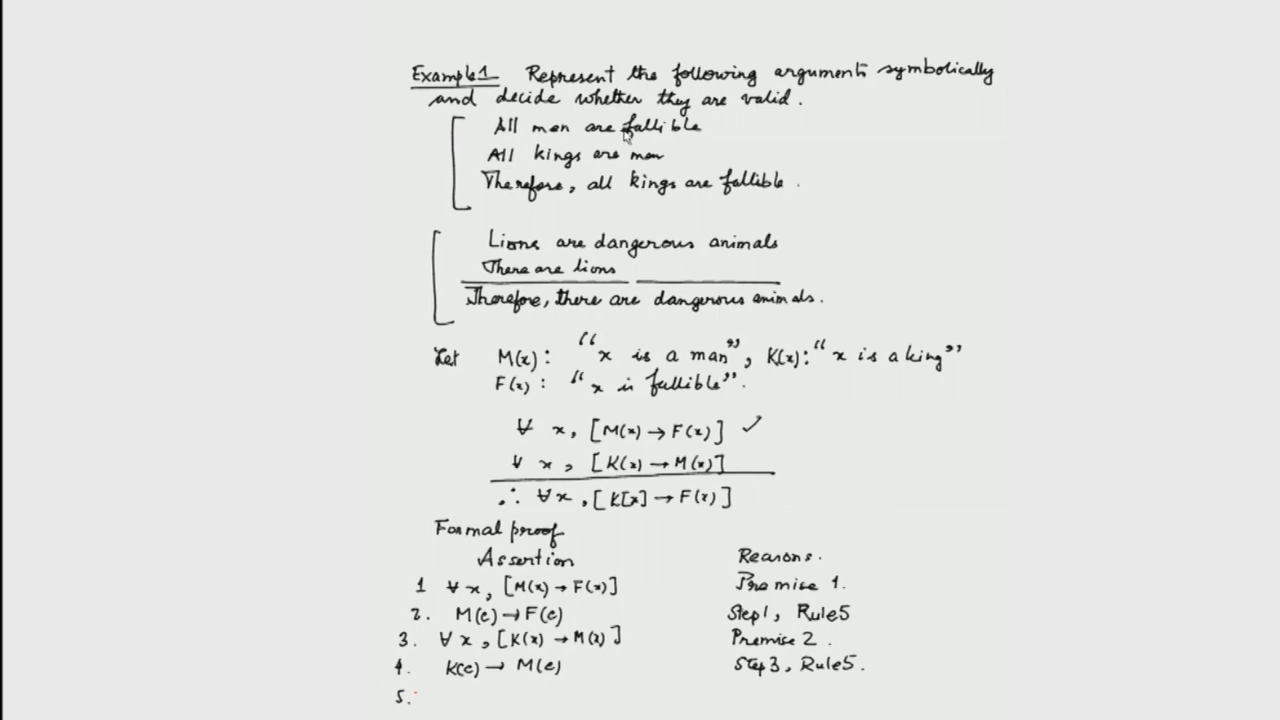 Example 1 Represent the following arguments symbolically
and decide whether they are valid.
All men are fallible
All kings are men
Therefore, all kings are fallible.
Lions are dangerous animals
There are lions
Therefore, there are dangerous animals.
Let M(x): "x is a man", K(x): "x is a king"
F(x): "x is fallible".
∀ x, [M(x) → F(x)] ✓
∀ x, [K(x) → M(x)]
∴ ∀x, [K[x] → F(x)]
Formal proof
Assertion Reasons.
1 ∀ x, [M(x) → F(x)] Premise 1.
2. M(c) → F(c) Step 1, Rule 5
3. ∀ x, [K(x) → M(x)] Premise 2.
4. K(c) → M(c) Step 3, Rule 5.
5.